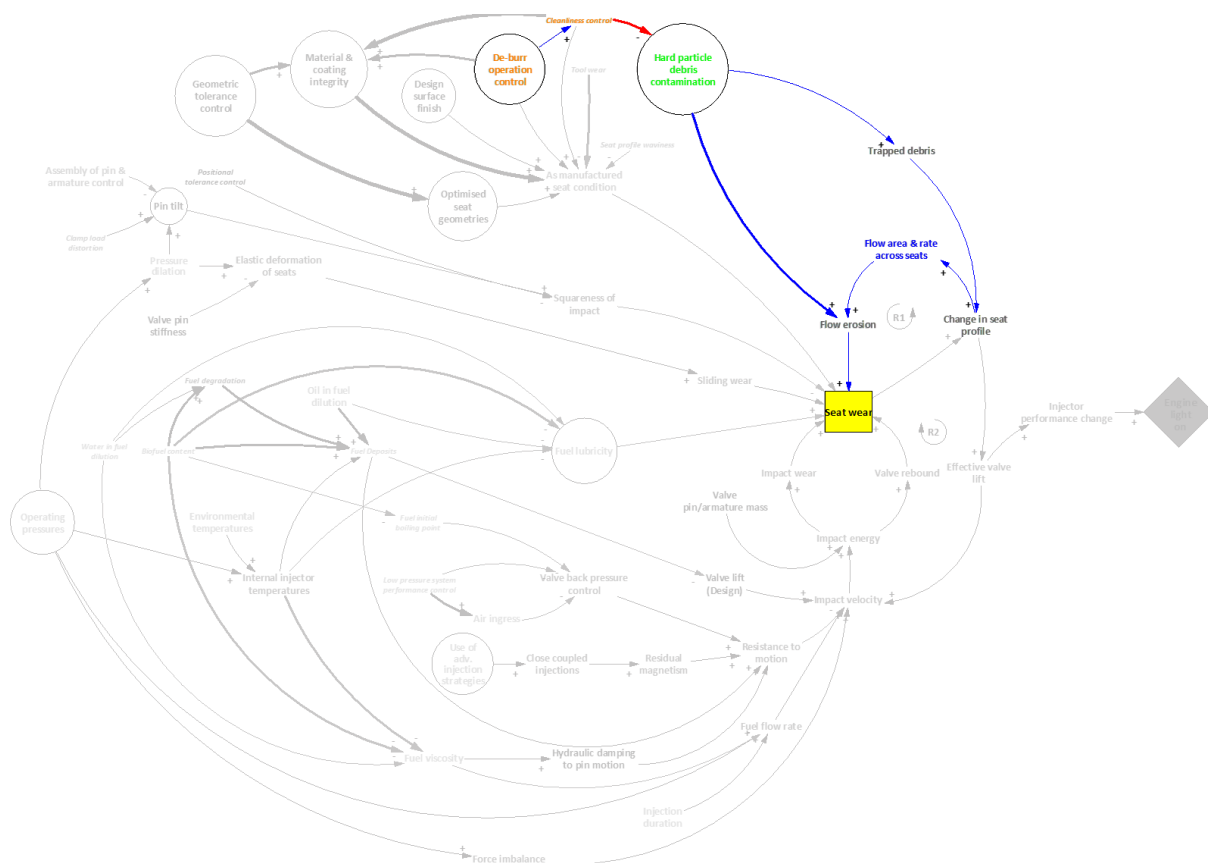 Cleanliness control
De-burr
operation
control
Hard particle
debris
contamination
Material &
coating
integrity
Geometric
tolerance
control
Design
surface
finish
Tool wear
Seat profile waviness
Trapped debris
As manufactured
seat condition
Assembly of pin &
armature control
Positional
tolerance control
Optimised
seat
geometries
Pin tilt
Clamp load
distortion
Pressure
dilation
Elastic deformation
of seats
Flow area & rate
across seats
Valve pin
stiffness
Squareness of
impact
Flow erosion
R1
Change in seat
profile
Fuel degradation
Oil in fuel
dilution
Sliding wear
Seat wear
Injector
performance change
Engine
light
on
Water in fuel
dilution
Biofuel content
Fuel Deposits
Fuel lubricity
R2
Impact wear
Valve rebound
Effective valve
lift
Operating
pressures
Environmental
temperatures
Fuel initial
boiling point
Valve
pin/armature mass
Impact energy
Internal injector
temperatures
Low pressure system
performance control
Valve back pressure
control
Valve lift
(Design)
Impact velocity
Air ingress
Use of
adv.
injection
strategies
Close coupled
injections
Residual
magnetism
Resistance to
motion
Fuel flow rate
Fuel viscosity
Hydraulic damping
to pin motion
Injection
duration
Force imbalance